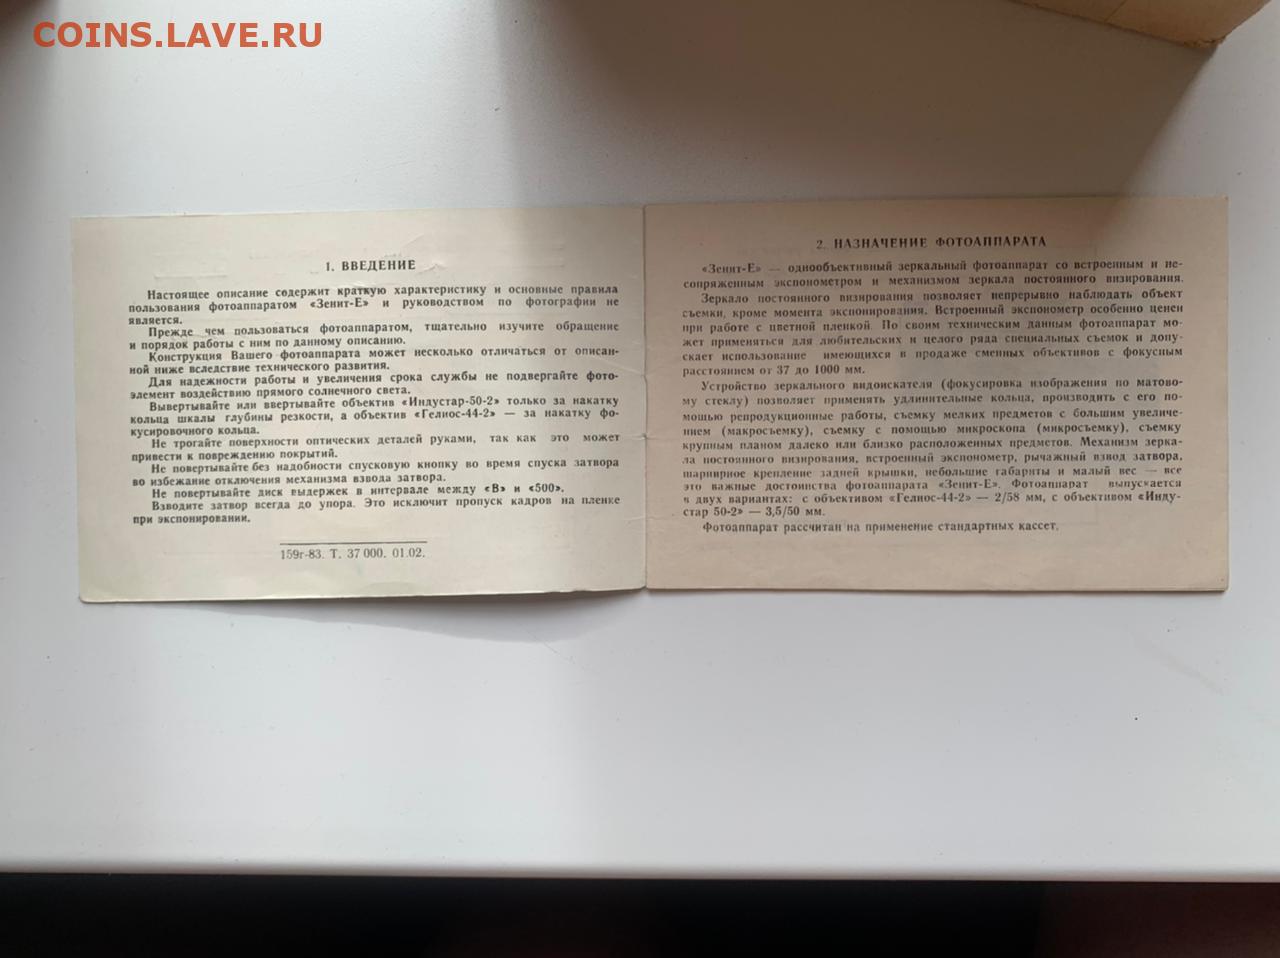 COINS.LAVE.RU
1. ВВЕДЕНИЕ
Настоящее описание содержит краткую характеристику и основные правила
пользования фотоаппаратом «Зенит-Е» и руководством по фотографии не
является.
Прежде чем пользоваться фотоаппаратом, тщательно изучите обращение
и порядок работы с ним по данному описанию.
Конструкция Вашего фотоаппарата может несколько отличаться от описан-
ной ниже вследствие технического развития.
Для надежности работы и увеличения срока службы не подвергайте фото-
элемент воздействию прямого солнечного света.
Вывертывайте или ввертывайте объектив «Индустар-50-2» только за накатку
кольца шкалы глубины резкости, а объектив «Гелиос-44-2» — за накатку фо-
кусировочного кольца.
Не трогайте поверхности оптических деталей руками, так как это может
привести к повреждению покрытий.
Не повертывайте без надобности спусковую кнопку во время спуска затвора
во избежание отключения механизма взвода затвора.
Не повертывайте диск выдержек в интервале между «В» и «500».
Взводите затвор всегда до упора. Это исключит пропуск кадров на пленке
при экспонировании.
159г-83. Т. 37 000. 01.02.
2. НАЗНАЧЕНИЕ ФОТОАППАРАТА
«Зенит-Е» — однообъективный зеркальный фотоаппарат со встроенным и не-
сопряженным экспонометром и механизмом зеркала постоянного визирования.
Зеркало постоянного визирования позволяет непрерывно наблюдать объект
съемки, кроме момента экспонирования. Встроенный экспонометр особенно ценен
при работе с цветной пленкой. По своим техническим данным фотоаппарат мо-
жет применяться для любительских и целого ряда специальных съемок и допу-
скает использование имеющихся в продаже сменных объективов с фокусным
расстоянием от 37 до 1000 мм.
Устройство зеркального видоискателя (фокусировка изображения по матово-
му стеклу) позволяет применять удлинительные кольца, производить с его по-
мощью репродукционные работы, съемку мелких предметов с большим увеличе-
нием (макросъемку), съемку с помощью микроскопа (микросъемку), съемку
крупным планом далеко или близко расположенных предметов. Механизм зерка-
ла постоянного визирования, встроенный экспонометр, рычажный взвод затвора,
шарнирное крепление задней крышки, небольшие габариты и малый вес — все
это важные достоинства фотоаппарата «Зенит-Е». Фотоаппарат выпускается
в двух вариантах: с объективом «Гелиос-44-2» — 2/58 мм, с объективом «Инду-
стар 50-2» — 3,5/50 мм.
Фотоаппарат рассчитан на применение стандартных кассет.